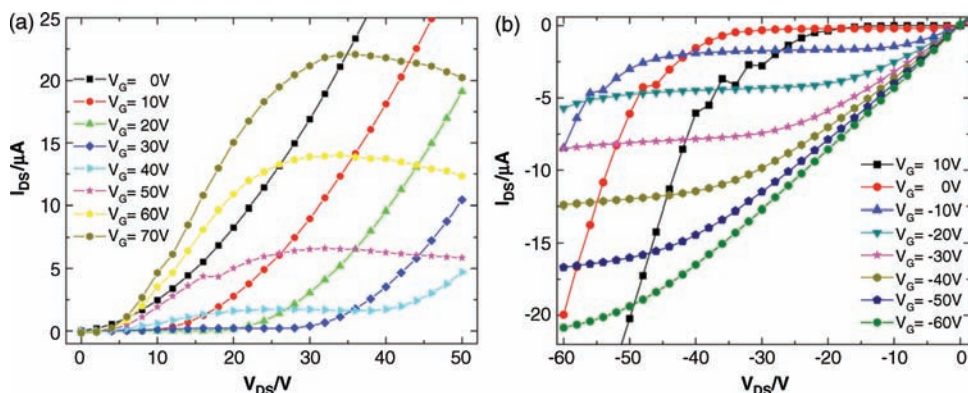 (a)
25
20
15
10
5
0
I_DS/μA
V_G= 0V
V_G= 10V
V_G= 20V
V_G= 30V
V_G= 40V
V_G= 50V
V_G= 60V
V_G= 70V
0 10 20 30 40 50
V_DS/V
(b)
0
-5
-10
-15
-20
I_DS/μA
V_G= 10V
V_G= 0V
V_G= -10V
V_G= -20V
V_G= -30V
V_G= -40V
V_G= -50V
V_G= -60V
-60 -50 -40 -30 -20 -10 0
V_DS/V